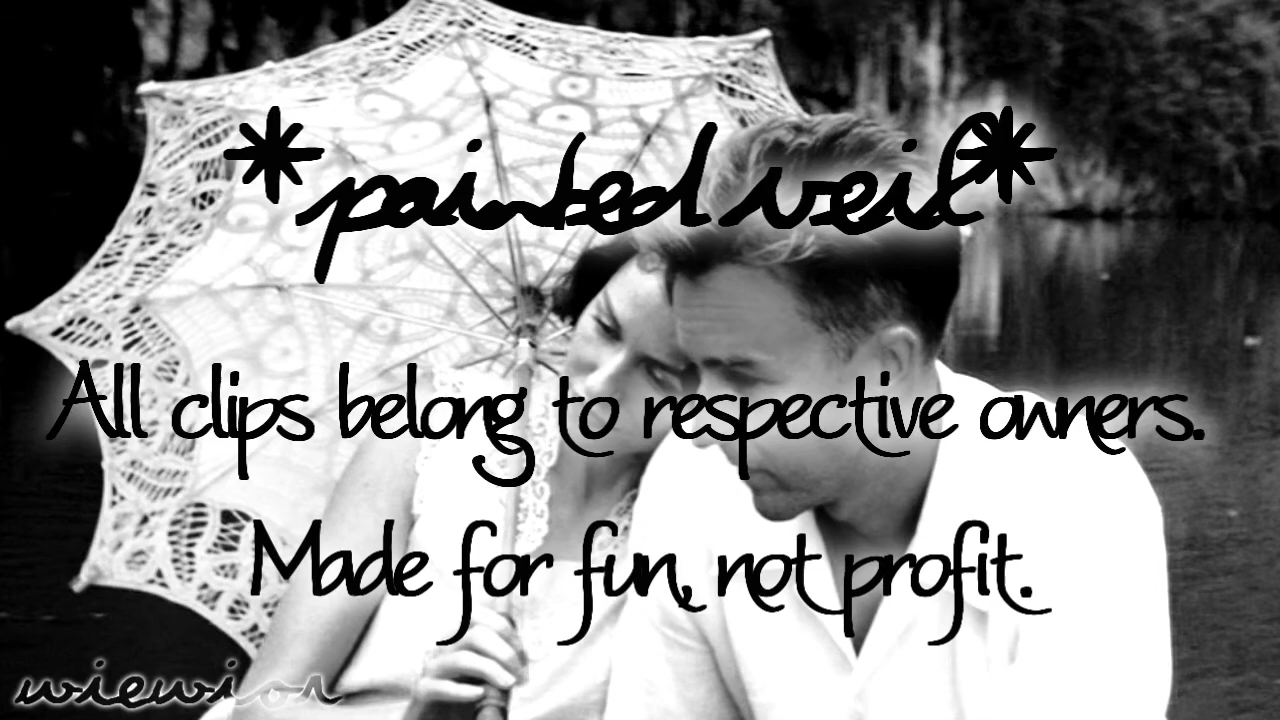 *painted veil*
All clips belong to respective owners.
Made for fun, not profit.
wiewior